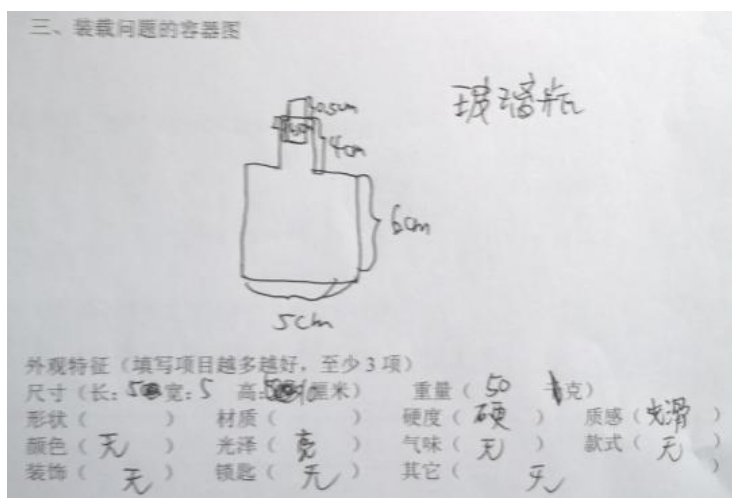 三、装载问题的容器图
玻璃瓶
0.5cm
4cm
6cm
5cm
外观特征（填写项目越多越好，至少3项）
尺寸（长：5 宽：5 高：10厘米） 重量（50 克）
形状（ ） 材质（ ） 硬度（硬） 质感（光滑）
颜色（无） 光泽（亮） 气味（无） 款式（无）
装饰（无） 锁匙（无） 其它（无）